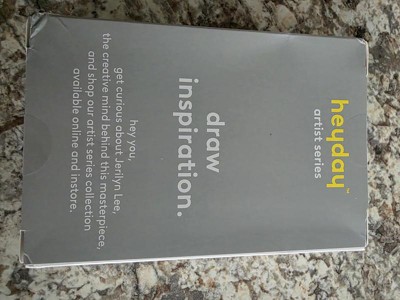 heyday™
artist series
draw
inspiration.
hey you,
get curious about Jerilyn Lee,
the creative mind behind this masterpiece,
and shop our artist series collection
available online and instore.